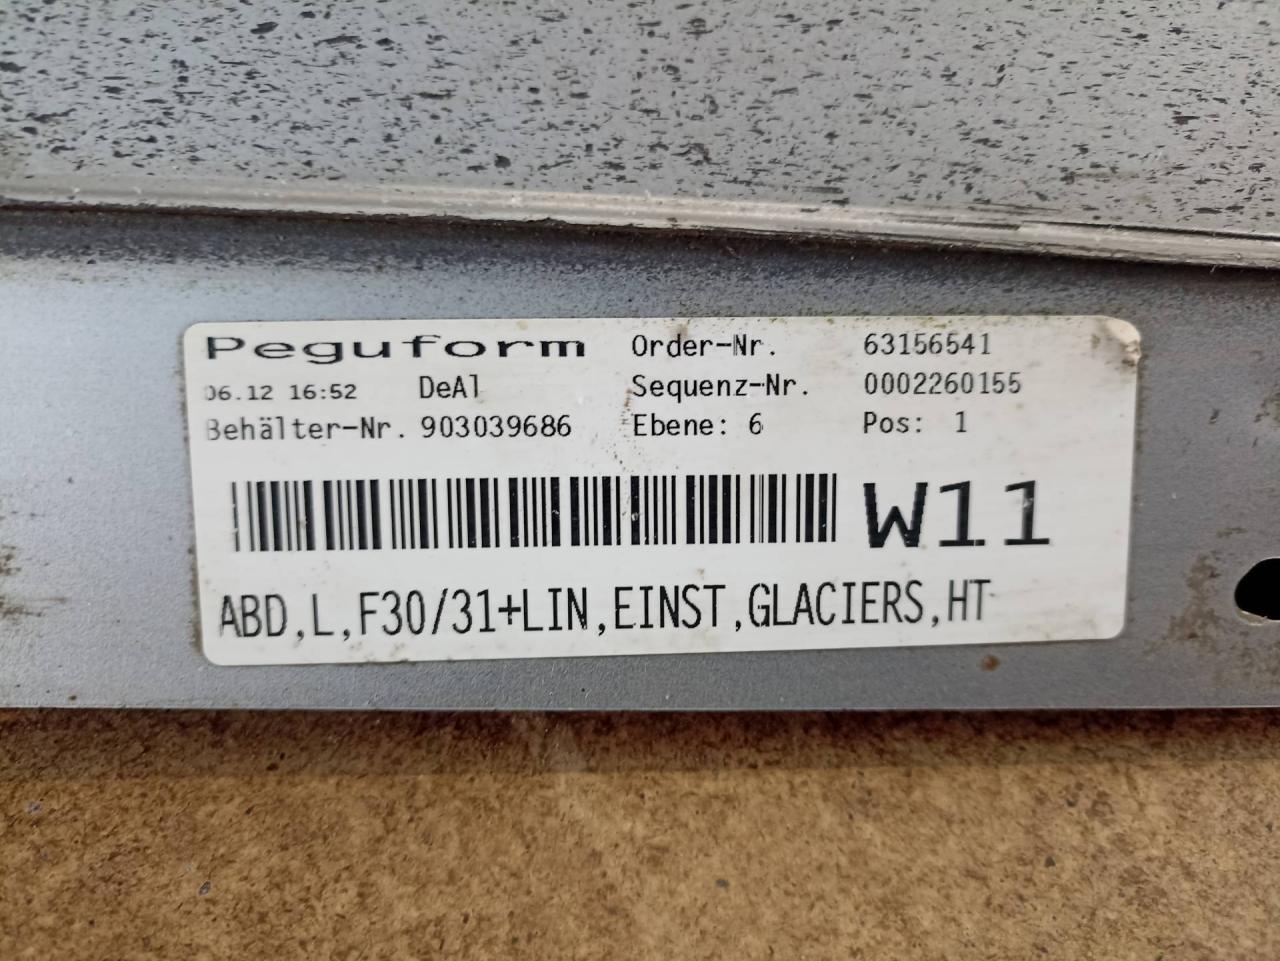 Peguform Order-Nr. 63156541
06.12 16:52 DeAl Sequenz-Nr. 0002260155
Behälter-Nr. 903039686 Ebene: 6 Pos: 1
W11
ABD,L,F30/31+LIN,EINST,GLACIERS,HT